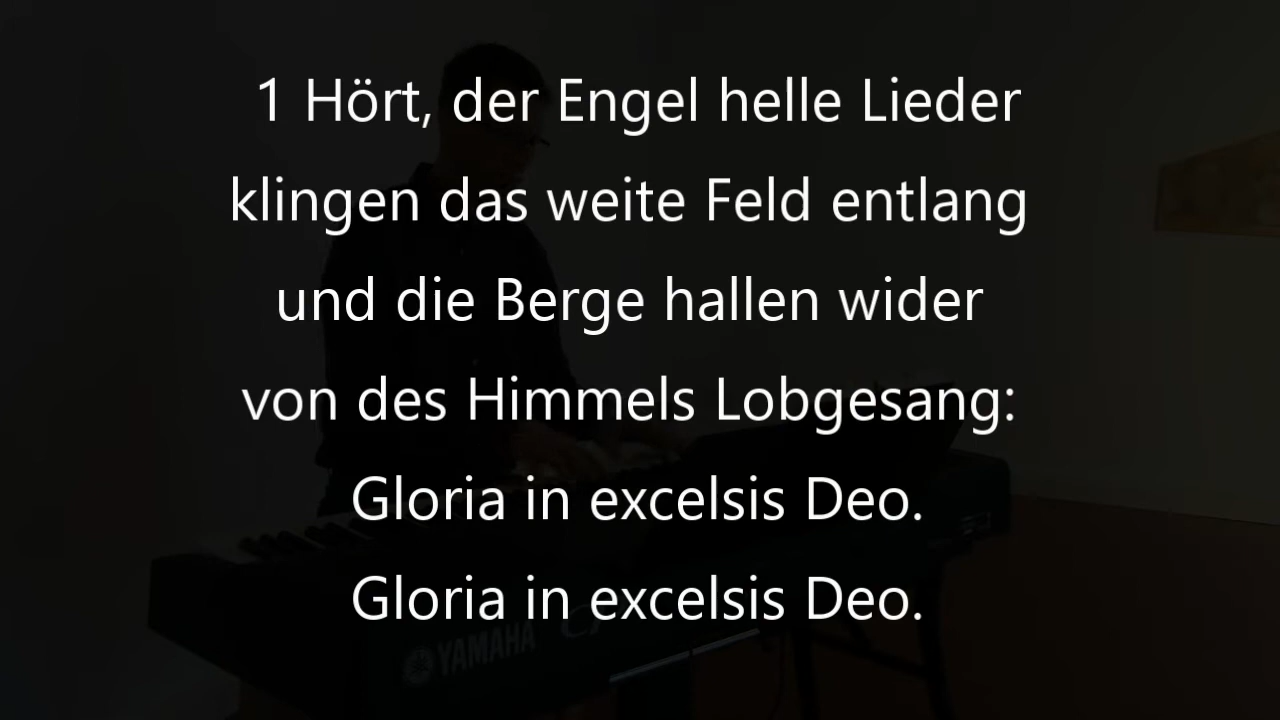 1 Hört, der Engel helle Lieder
klingen das weite Feld entlang
und die Berge hallen wider
von des Himmels Lobgesang:
Gloria in excelsis Deo.
Gloria in excelsis Deo.
YAMAHA